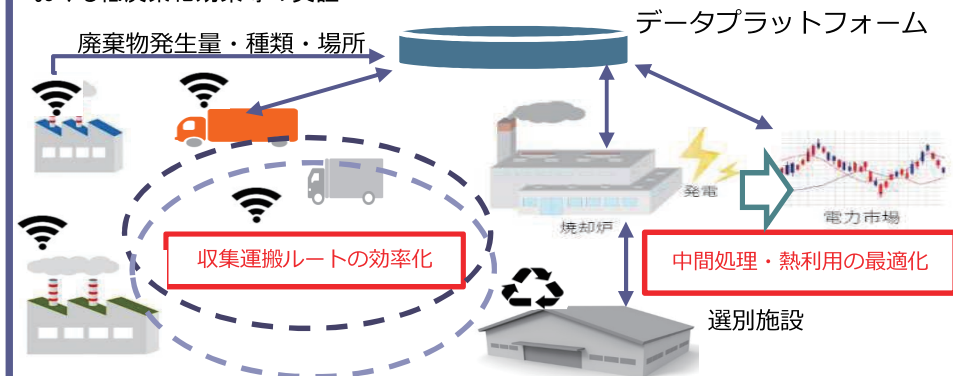 データプラットフォーム
廃棄物発生量・種類・場所
発電
焼却炉
電力市場
収集運搬ルートの効率化
中間処理・熱利用の最適化
選別施設